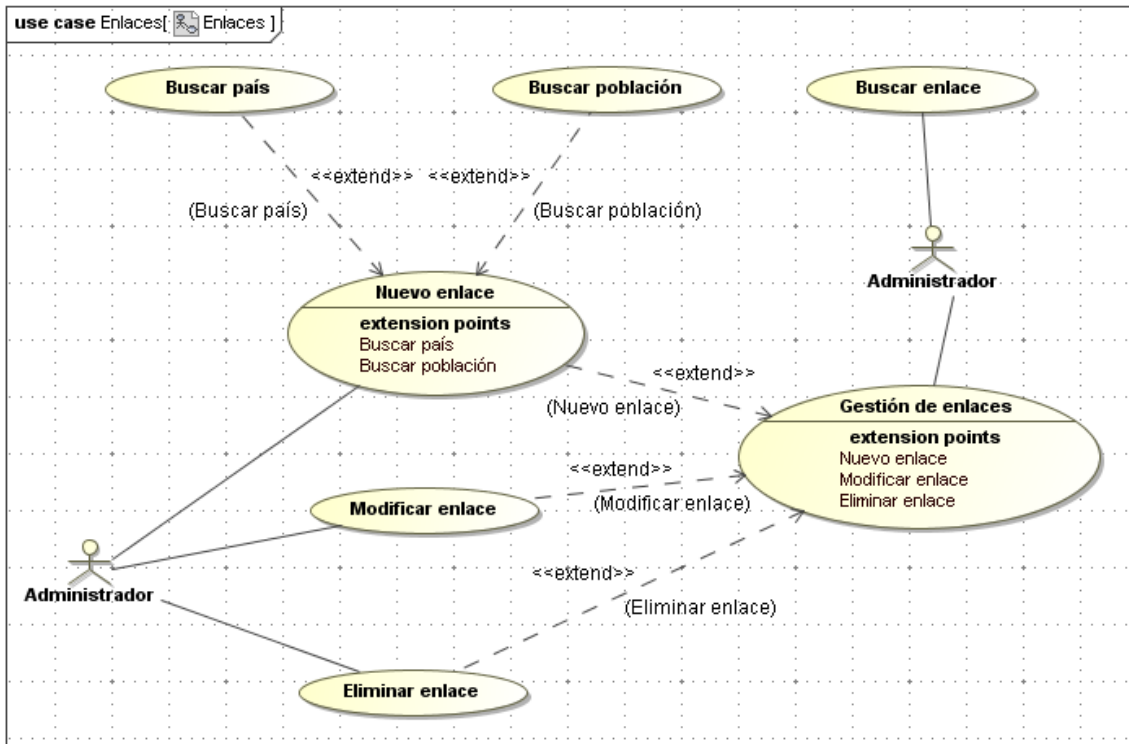 use case Enlaces[ Enlaces ]
Buscar país
Buscar población
Buscar enlace
<<extend>>
<<extend>>
(Buscar país)
(Buscar población)
Administrador
Nuevo enlace
extension points
Buscar país
Buscar población
<<extend>>
(Nuevo enlace)
Gestión de enlaces
extension points
Nuevo enlace
Modificar enlace
Eliminar enlace
<<extend>>
(Modificar enlace)
Modificar enlace
Administrador
<<extend>>
(Eliminar enlace)
Eliminar enlace